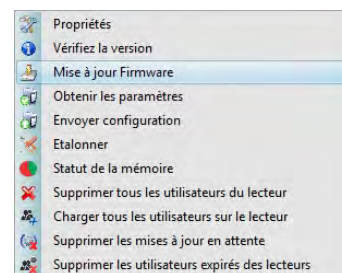 Propriétés
Vérifiez la version
Mise à jour Firmware
Obtenir les paramètres
Envoyer configuration
Etalonner
Statut de la mémoire
Supprimer tous les utilisateurs du lecteur
Charger tous les utilisateurs sur le lecteur
Supprimer les mises à jour en attente
Supprimer les utilisateurs expirés des lecteurs